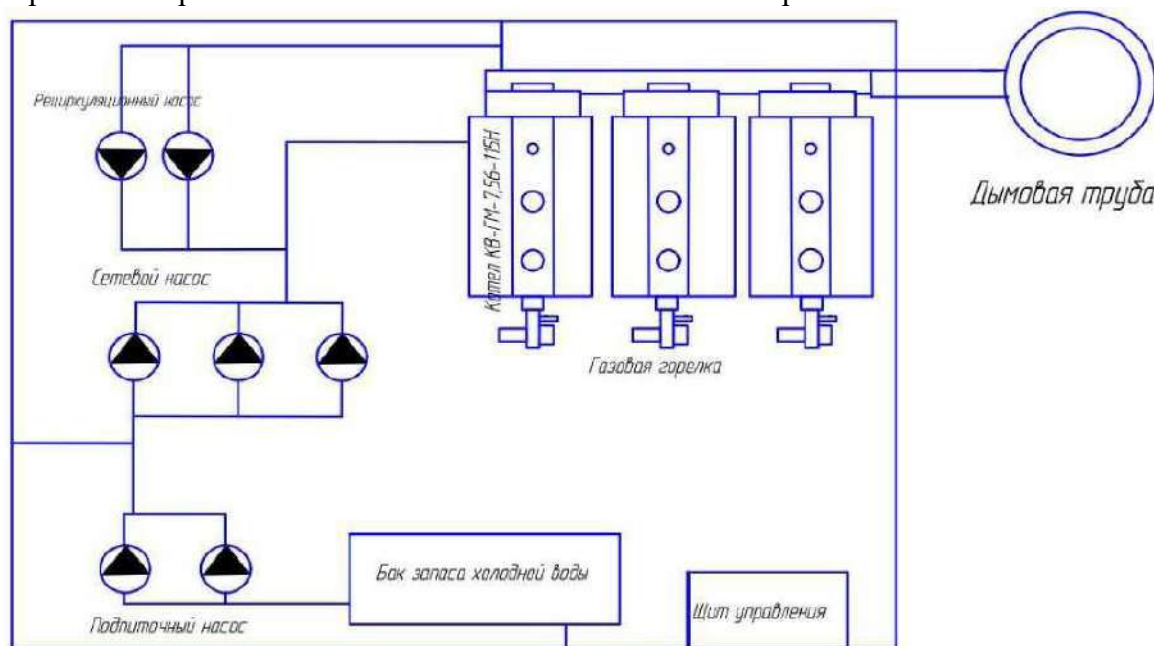 Рециркуляционный насос
Дымовая труба
Котел КВ-ГМ-7,56-115Н
Сетевой насос
Газовая горелка
Бак запаса холодной воды
Щит управления
Подпиточный насос